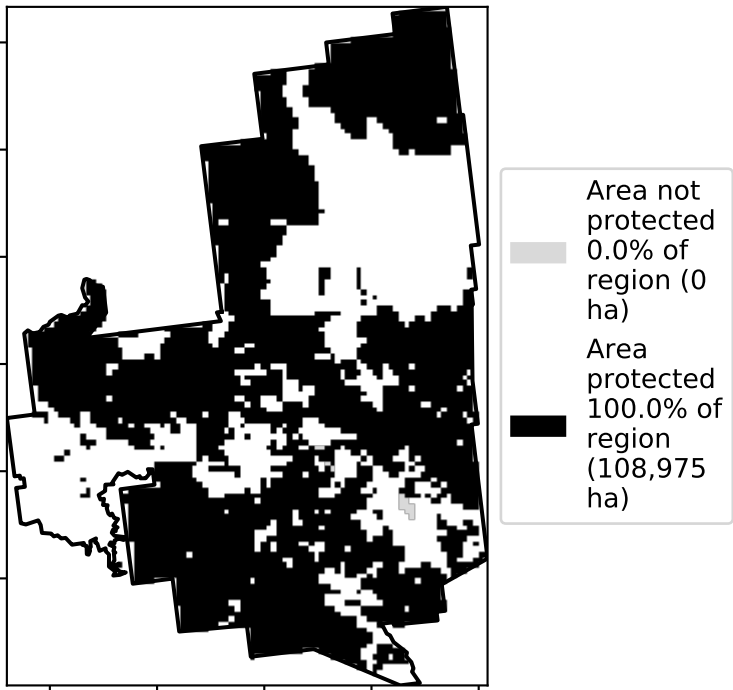 Area not
protected
0.0% of
region (0
ha)
Area
protected
100.0% of
region
(108,975
ha)